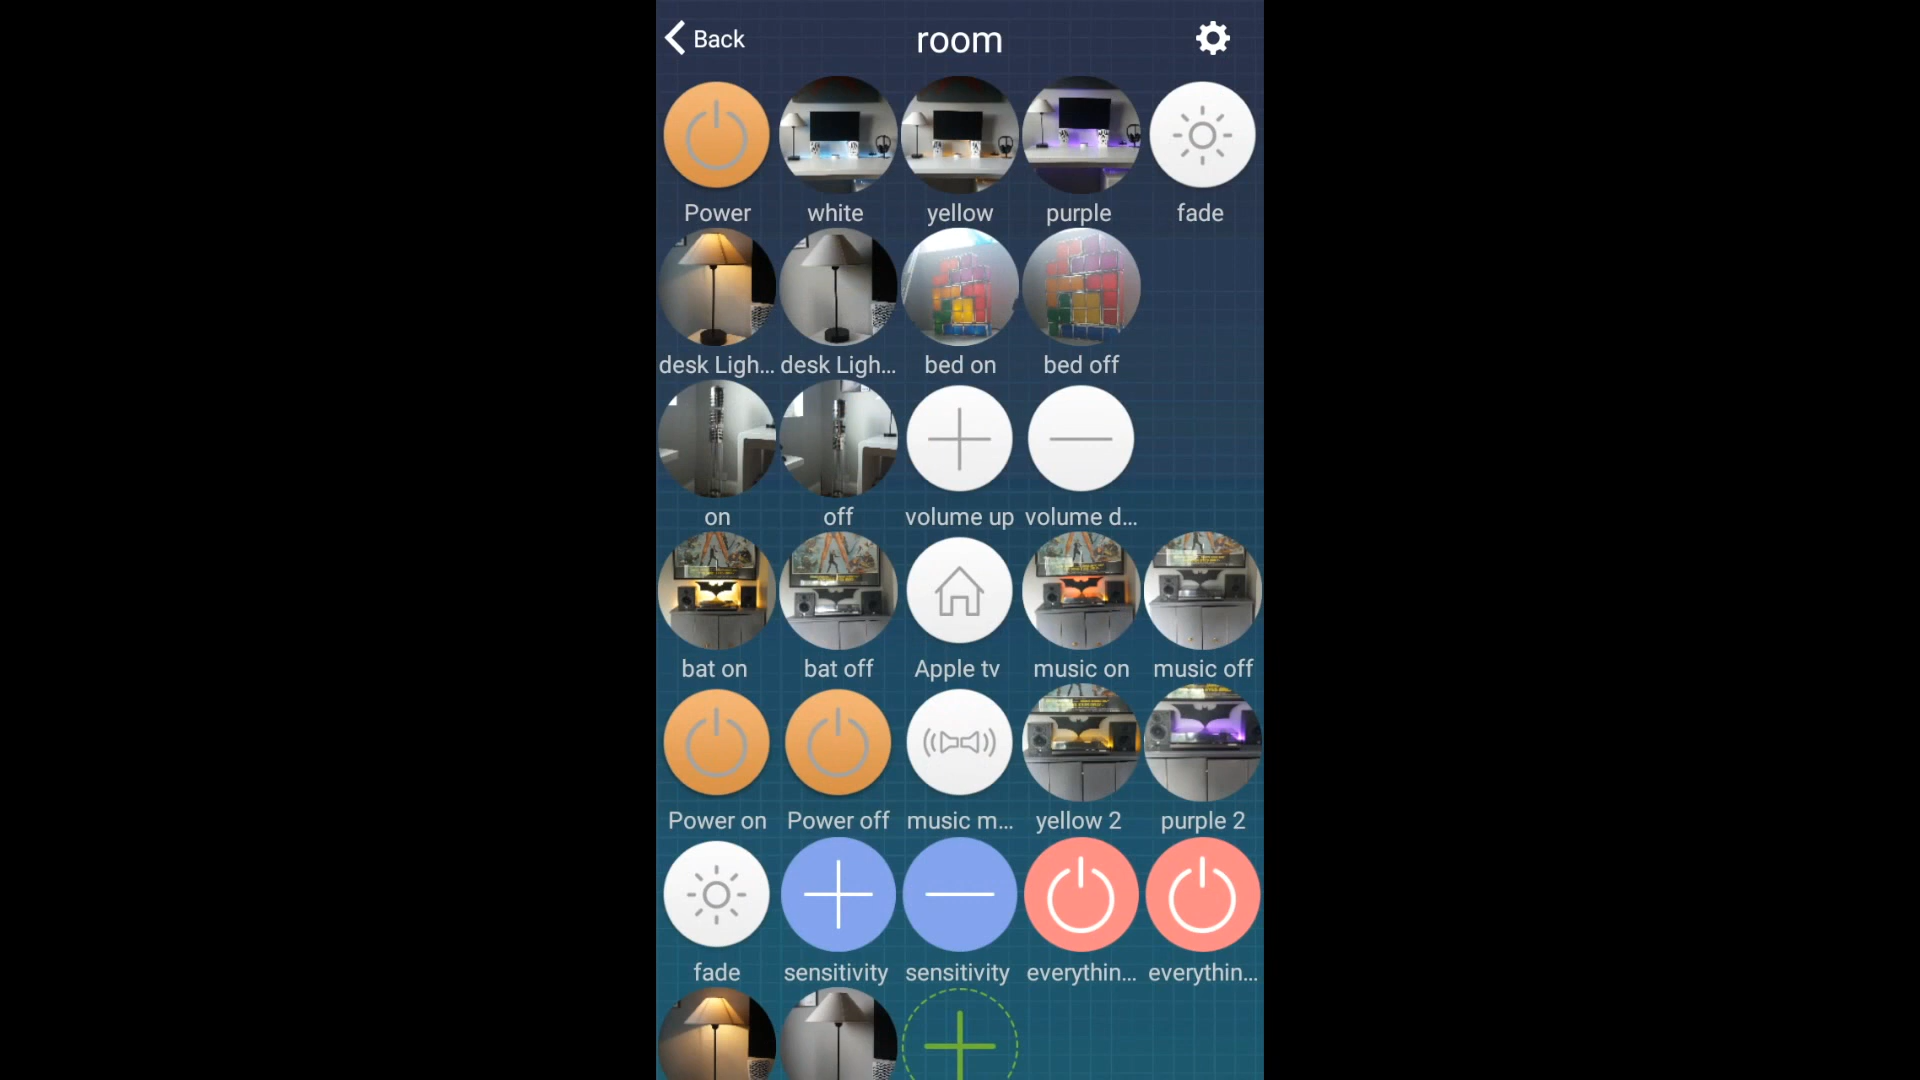 Back
room
Power
white
yellow
purple
fade
desk Ligh...
desk Ligh...
bed on
bed off
on
off
volume up
volume d...
bat on
bat off
Apple tv
music on
music off
Power on
Power off
music m...
yellow 2
purple 2
fade
sensitivity
sensitivity
everythin...
everythin...